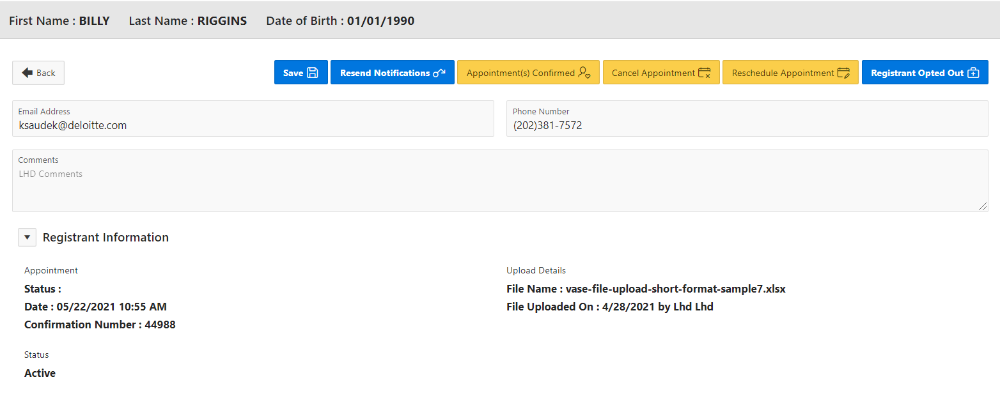 First Name : BILLY Last Name : RIGGINS Date of Birth : 01/01/1990
Back Save Resend Notifications Appointment(s) Confirmed Cancel Appointment Reschedule Appointment Registrant Opted Out
Email Address
ksaudek@deloitte.com
Phone Number
(202)381-7572
Comments
LHD Comments
Registrant Information
Appointment
Status :
Date : 05/22/2021 10:55 AM
Confirmation Number : 44988
Upload Details
File Name : vase-file-upload-short-format-sample7.xlsx
File Uploaded On : 4/28/2021 by Lhd Lhd
Status
Active